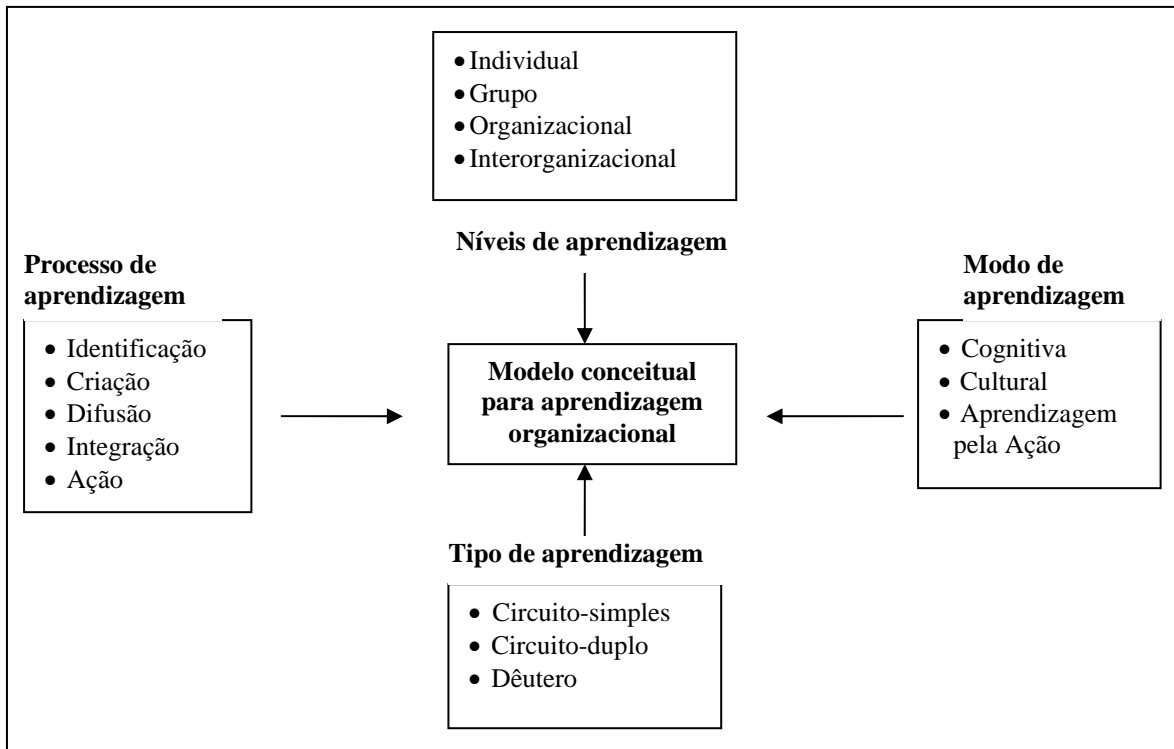 • Individual
• Grupo
• Organizacional
• Interorganizacional
Níveis de aprendizagem
Processo de
aprendizagem
• Identificação
• Criação
• Difusão
• Integração
• Ação
Modelo conceitual
para aprendizagem
organizacional
Modo de
aprendizagem
• Cognitiva
• Cultural
• Aprendizagem
pela Ação
Tipo de aprendizagem
• Circuito-simples
• Circuito-duplo
• Dêutero